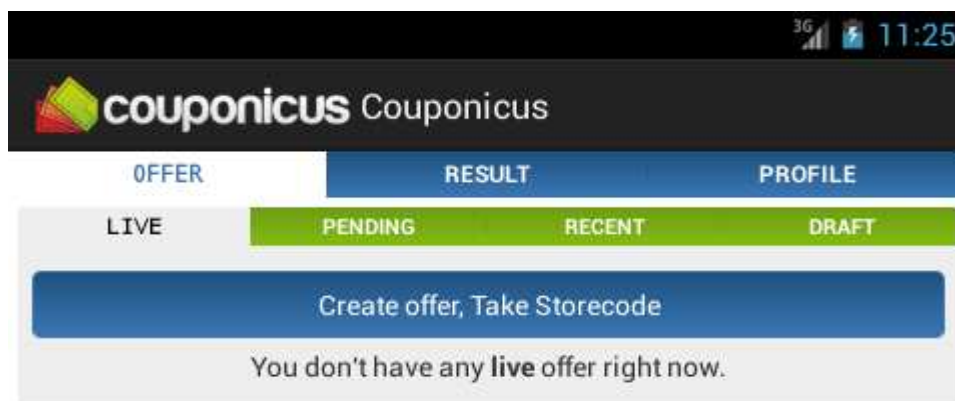 3G 11:25
couponicus Couponicus
OFFER RESULT PROFILE
LIVE PENDING RECENT DRAFT
Create offer, Take Storecode
You don't have any live offer right now.